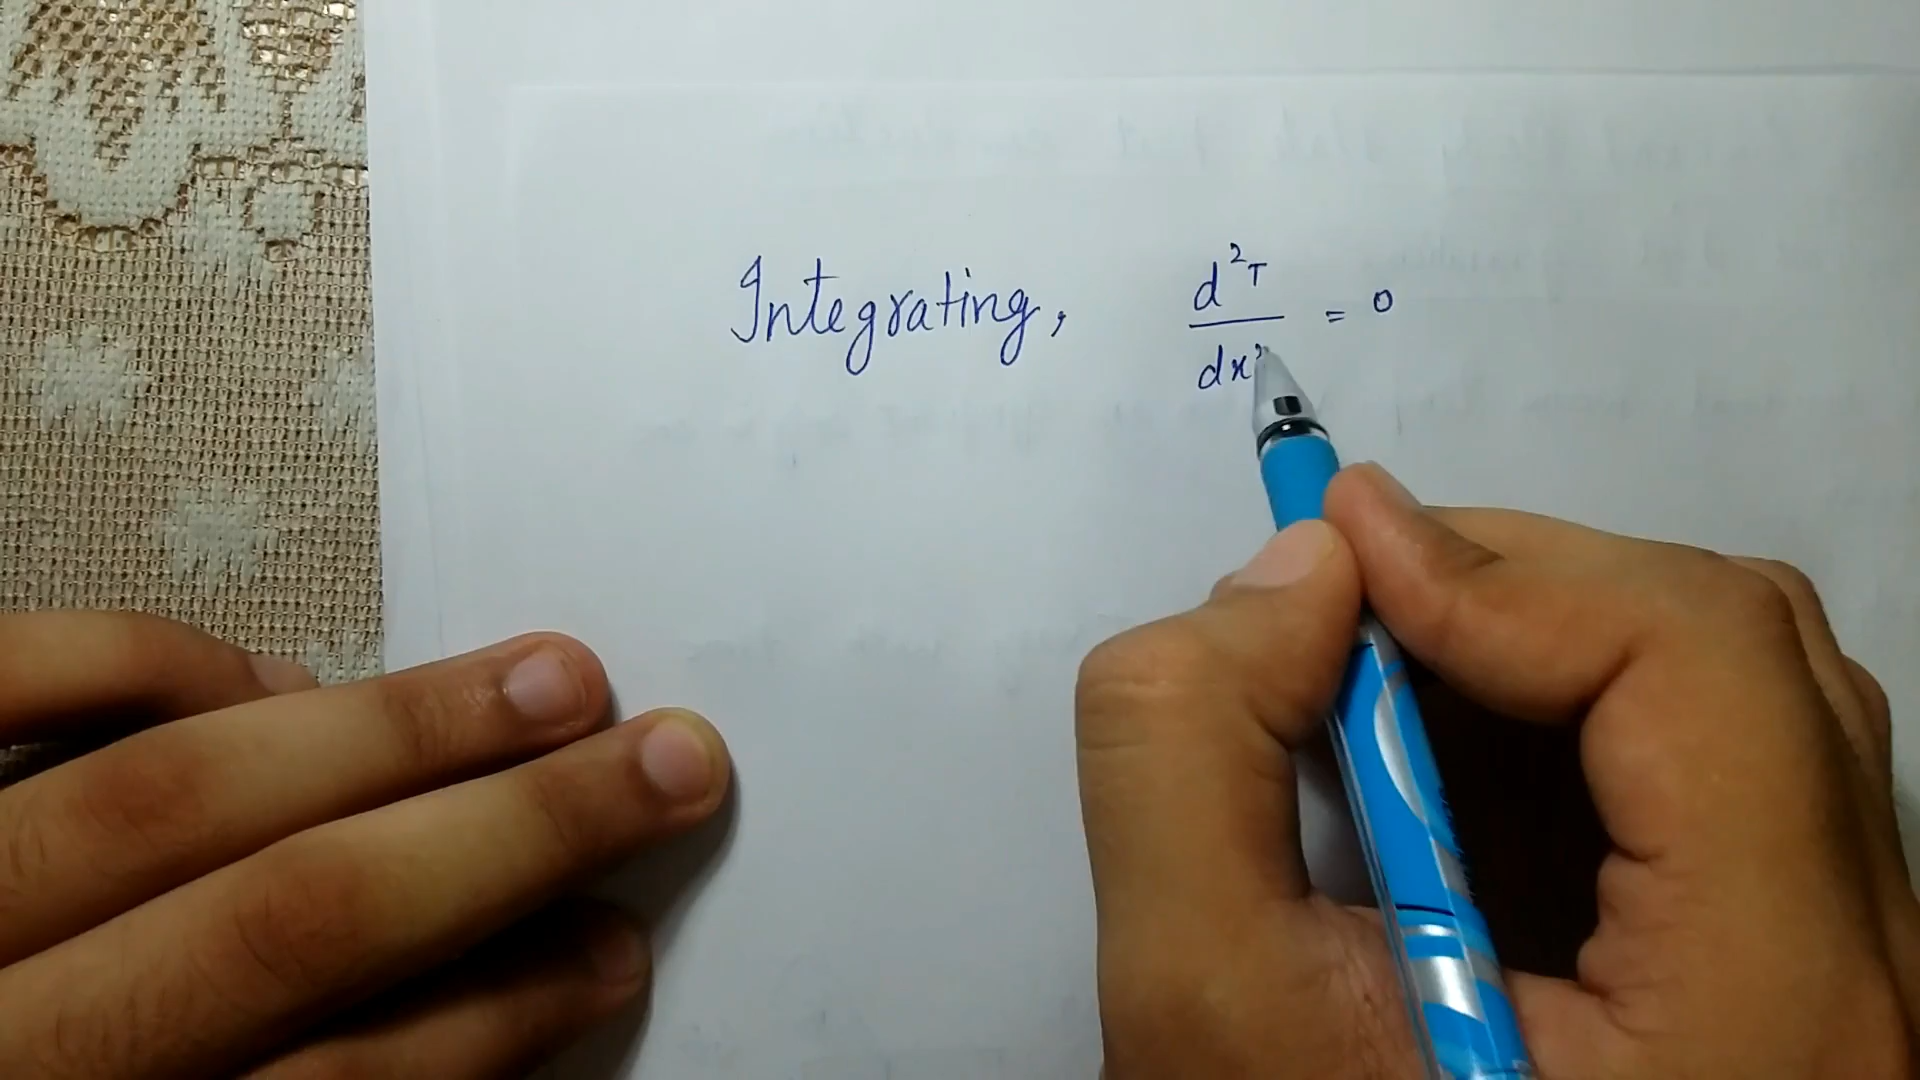 Integrating, d²T/dx² = 0